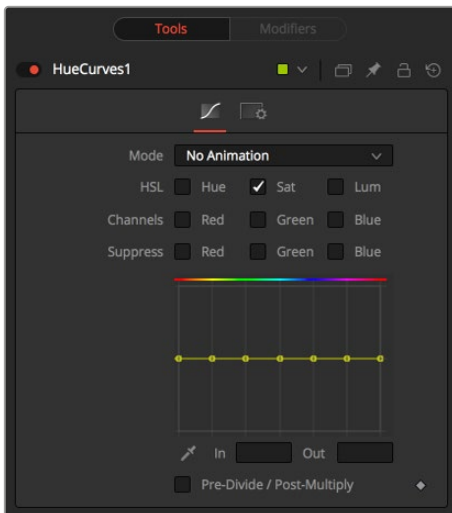 Tools Modifiers
HueCurves1
Mode No Animation
HSL Hue Sat Lum
Channels Red Green Blue
Suppress Red Green Blue
In Out
Pre-Divide / Post-Multiply